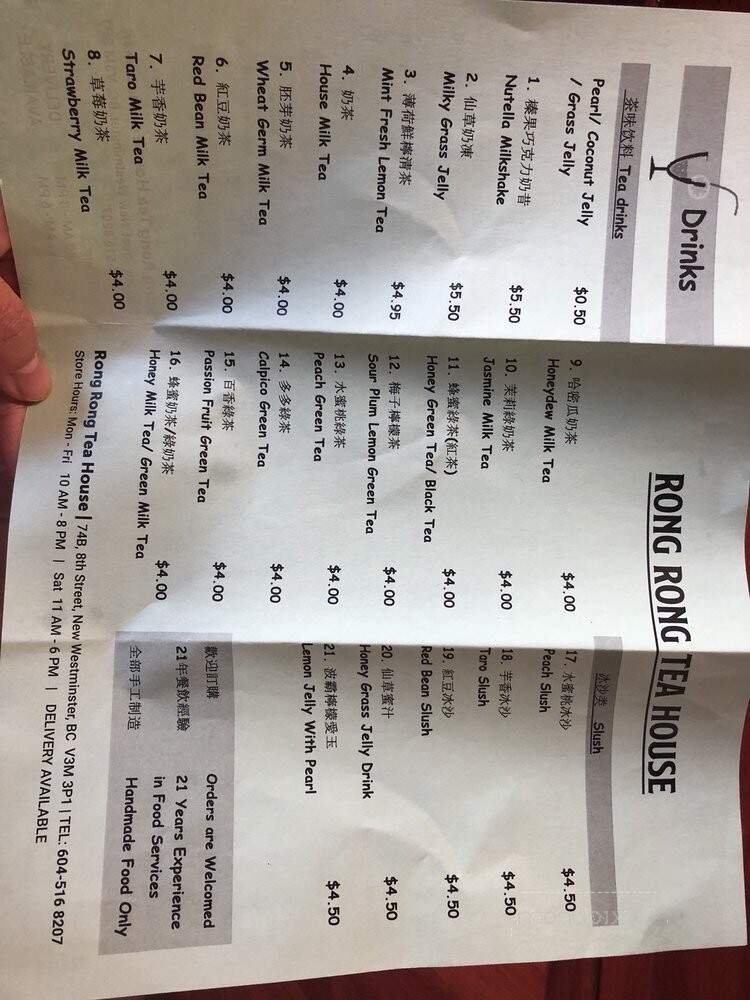 RONG RONG TEA HOUSE
Drinks
茶味饮料 Tea drinks
Pearl/ Coconut Jelly
/ Grass Jelly $0.50
1. 榛果巧克力奶昔
Nutella Milkshake $5.50
2. 仙草奶凍
Milky Grass Jelly $5.50
3. 薄荷鮮檸清茶
Mint Fresh Lemon Tea $4.95
4. 奶茶
House Milk Tea $4.00
5. 胚芽奶茶
Wheat Germ Milk Tea $4.00
6. 紅豆奶茶
Red Bean Milk Tea $4.00
7. 芋香奶茶
Taro Milk Tea $4.00
8. 草莓奶茶
Strawberry Milk Tea $4.00
9. 哈密瓜奶茶
Honeydew Milk Tea $4.00
10. 茉莉綠奶茶
Jasmine Milk Tea $4.00
11. 蜂蜜綠茶(紅茶)
Honey Green Tea/ Black Tea $4.00
12. 梅子檸檬茶
Sour Plum Lemon Green Tea $4.00
13. 水蜜桃綠茶
Peach Green Tea $4.00
14. 多多綠茶
Calpico Green Tea $4.00
15. 百香綠茶
Passion Fruit Green Tea $4.00
16. 蜂蜜奶茶/綠奶茶
Honey Milk Tea/ Green Milk Tea $4.00
冰沙类 Slush
17. 水蜜桃冰沙
Peach Slush $4.50
18. 芋香冰沙
Taro Slush $4.50
19. 紅豆冰沙
Red Bean Slush $4.50
20. 仙草蜜汁
Honey Grass Jelly Drink $4.50
21. 波霸檸檬愛玉
Lemon Jelly With Pearl $4.50
歡迎訂購 Orders are Welcomed
21年餐飲經驗 21 Years Experience
in Food Services
全部手工制造 Handmade Food Only
Rong Rong Tea House | 74B, 8th Street, New Westminster, BC V3M 3P1 | TEL: 604-516 8207
Store Hours: Mon - Fri 10 AM - 8 PM | Sat 11 AM - 6 PM | DELIVERY AVAILABLE